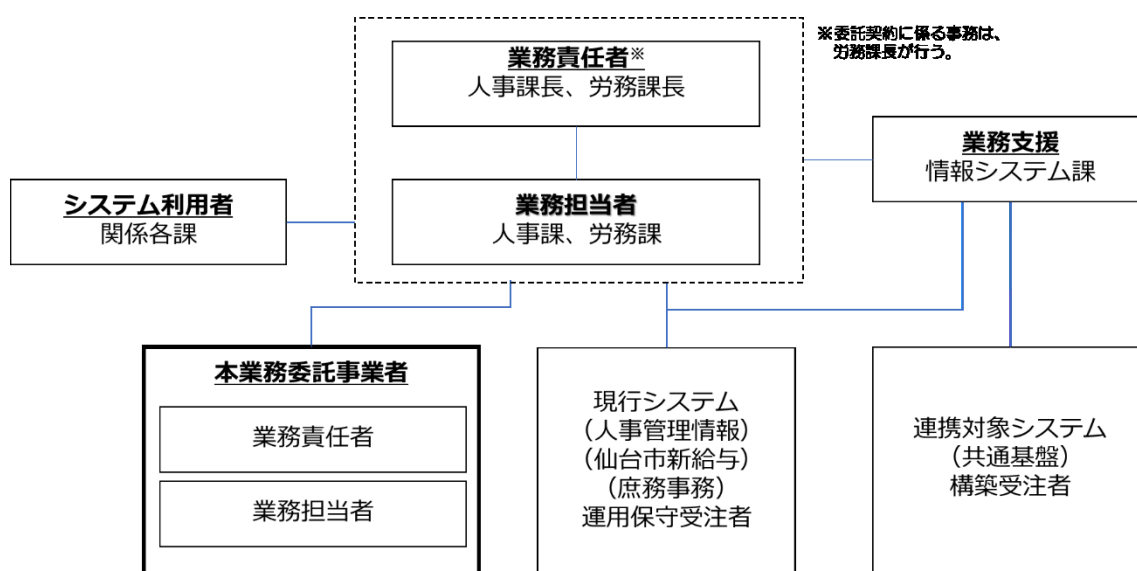 業務責任者※
人事課長、労務課長
※委託契約に係る事務は、
労務課長が行う。
業務支援
情報システム課
システム利用者
関係各課
業務担当者
人事課、労務課
本業務委託事業者
業務責任者
業務担当者
現行システム
(人事管理情報)
(仙台市新給与)
(庶務事務)
運用保守受注者
連携対象システム
(共通基盤)
構築受注者